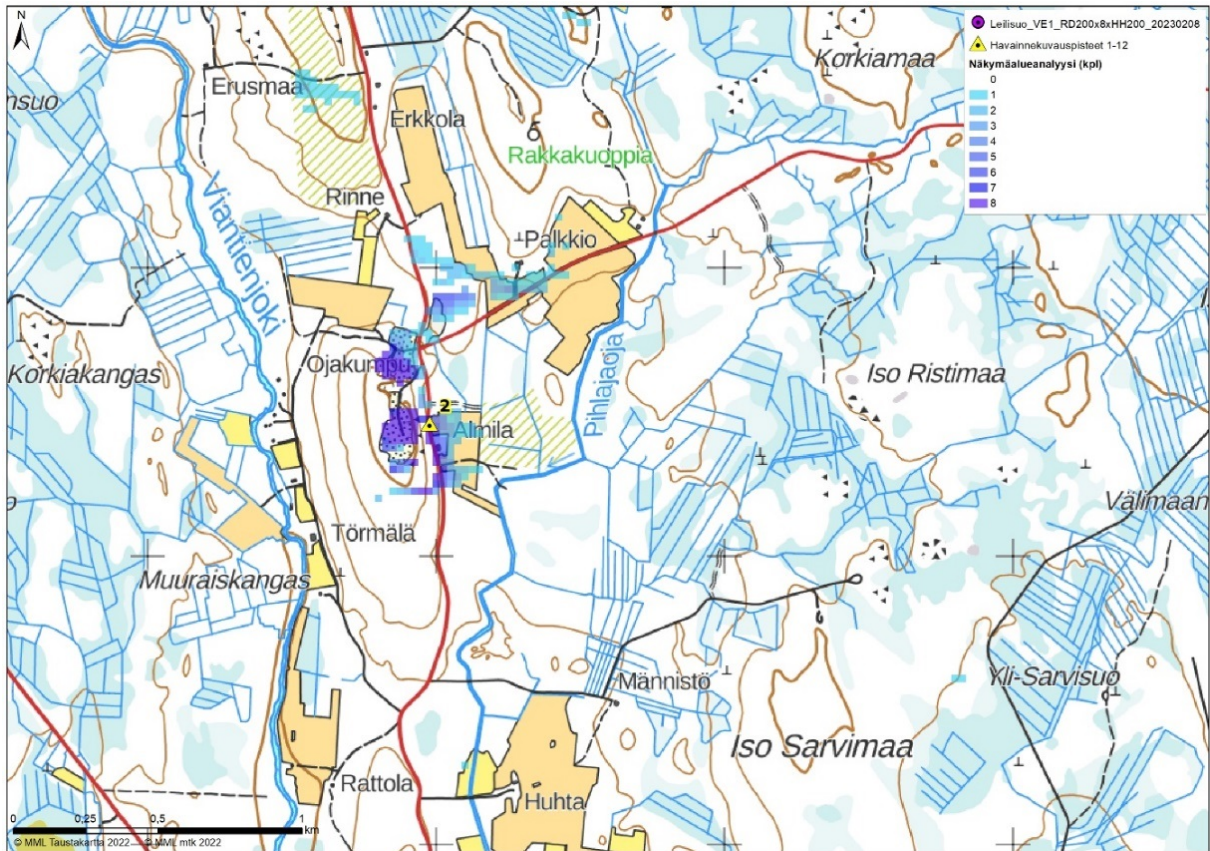 N
Leilisuo_VE1_RD200x8xHH200_20230208
Havainnekuvauspisteet 1-12
Näkymäalueanalyysi (kpl)
0
1
2
3
4
5
6
7
8
Korkiamaa
Erusmaa
nsuo
Erkkola
Rakkakuoppia
Rinne
Viantienjoki
Palkkio
Pihlajaoja
Ojakumpu
Korkiakangas
Iso Ristimaa
2
Almila
Välimaan
Törmälä
Muuraiskangas
Männistö
Yli-Sarvisuo
Iso Sarvimaa
Rattola
Huhta
0 0,25 0,5 1
km
© MML Taustakartta 2022 © MML mtk 2022